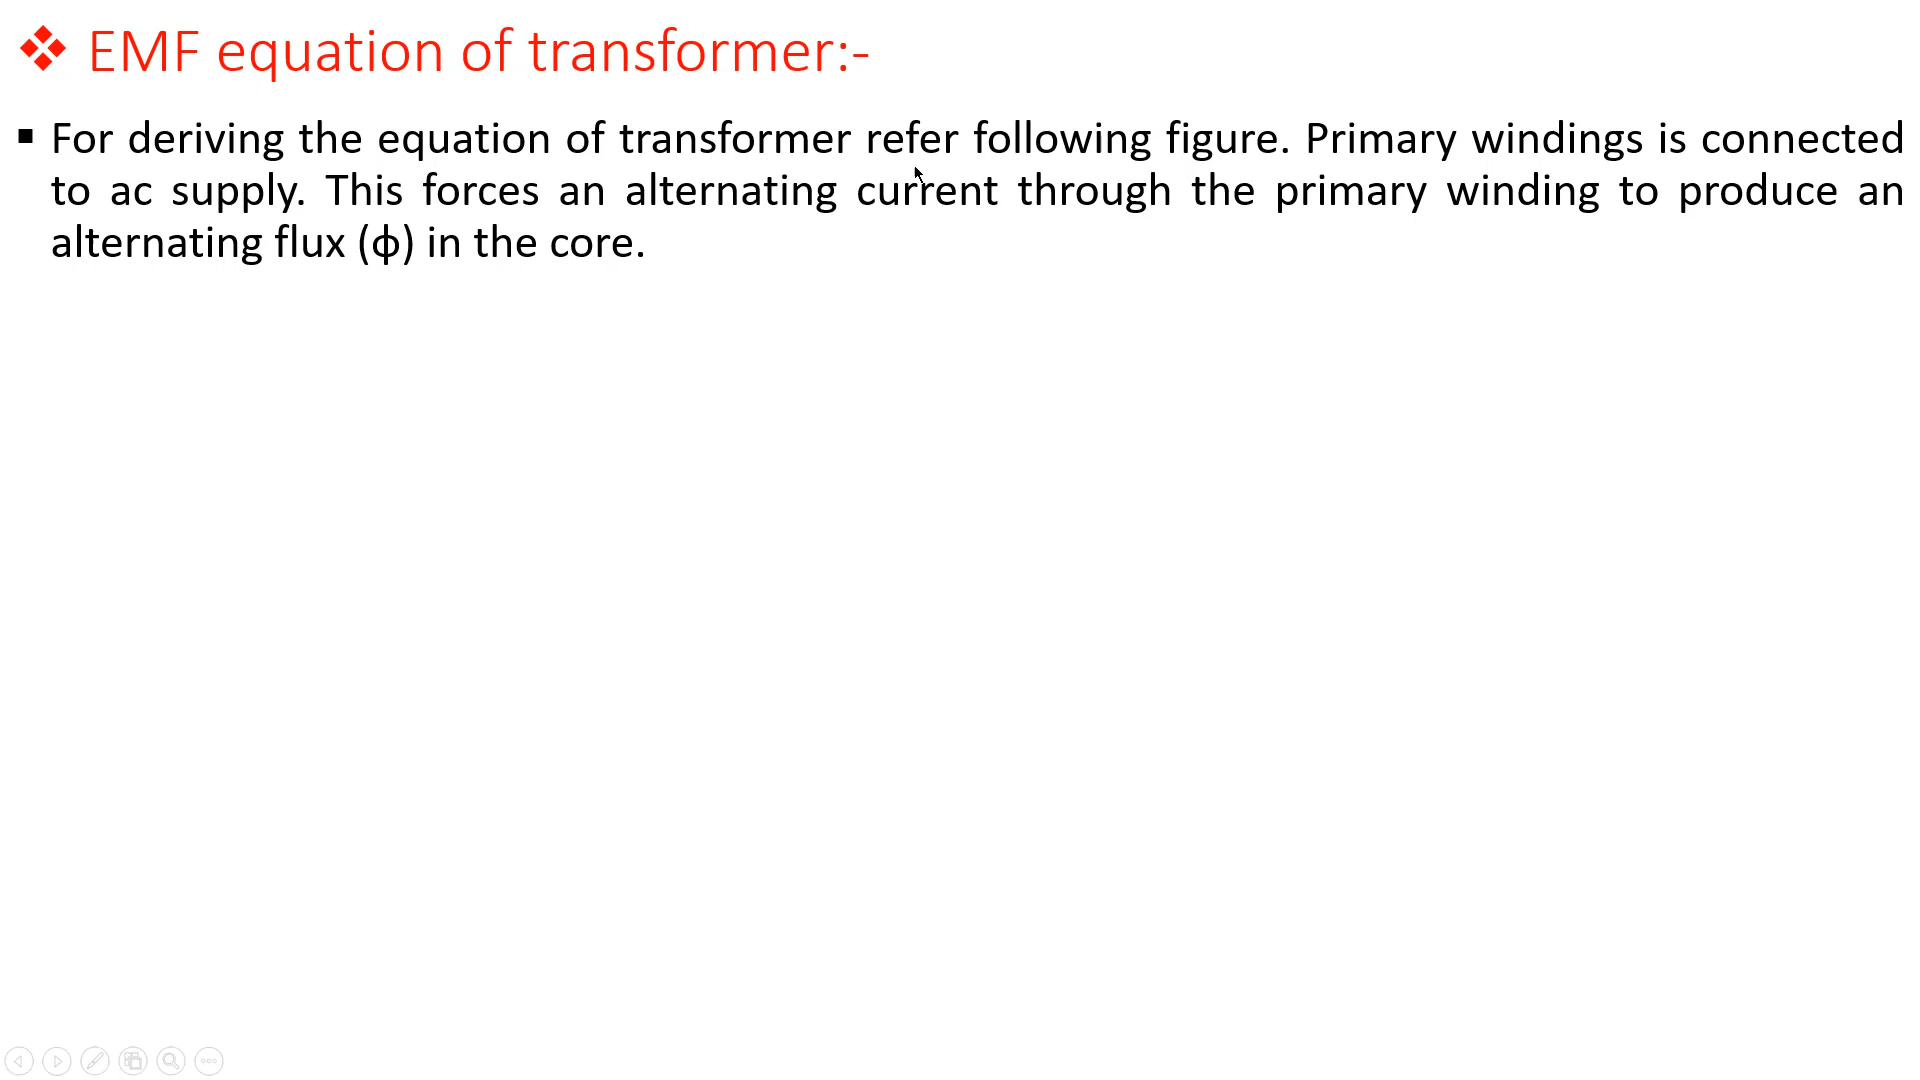 ❖ EMF equation of transformer:-
▪ For deriving the equation of transformer refer following figure. Primary windings is connected
to ac supply. This forces an alternating current through the primary winding to produce an
alternating flux (ф) in the core.